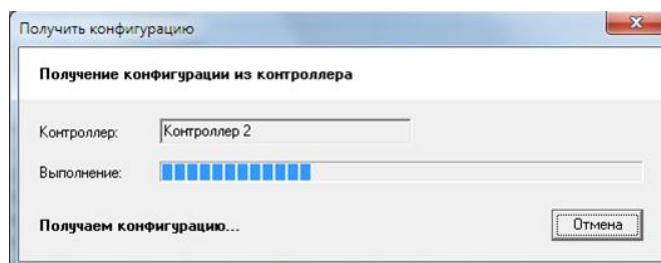 Получить конфигурацию
Получение конфигурации из контроллера
Контроллер: Контроллер 2
Выполнение:
Получаем конфигурацию...
Отмена